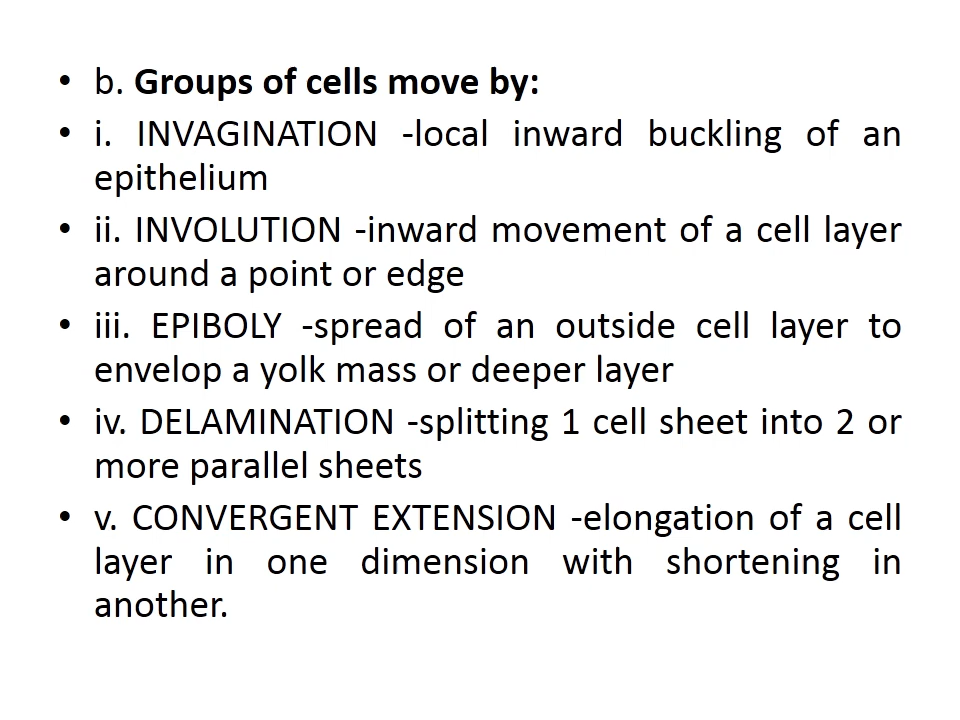 • b. Groups of cells move by:
• i. INVAGINATION -local inward buckling of an
epithelium
• ii. INVOLUTION -inward movement of a cell layer
around a point or edge
• iii. EPIBOLY -spread of an outside cell layer to
envelop a yolk mass or deeper layer
• iv. DELAMINATION -splitting 1 cell sheet into 2 or
more parallel sheets
• v. CONVERGENT EXTENSION -elongation of a cell
layer in one dimension with shortening in
another.